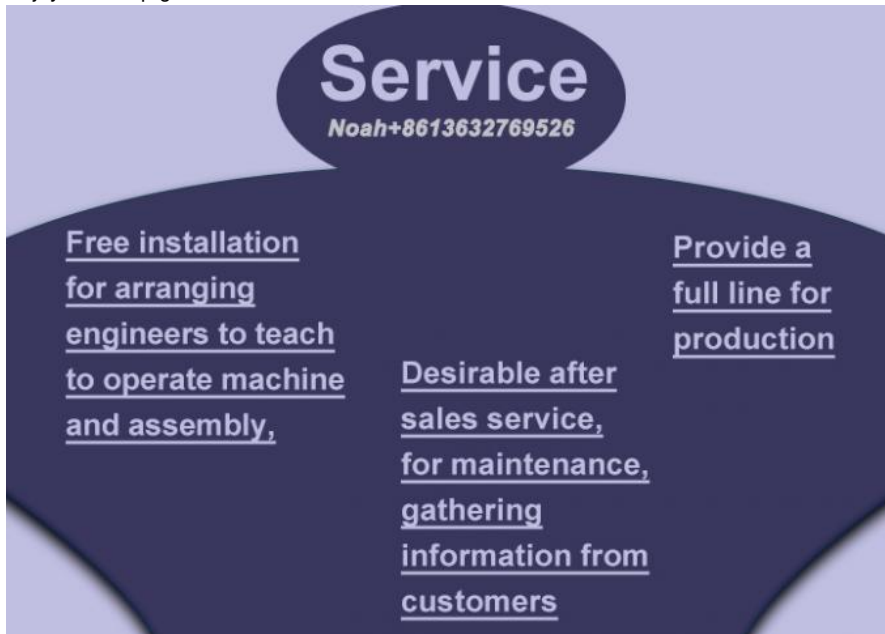 Service
Noah+8613632769526
Free installation
for arranging
engineers to teach
to operate machine
and assembly,
Desirable after
sales service,
for maintenance,
gathering
information from
customers
Provide a
full line for
production